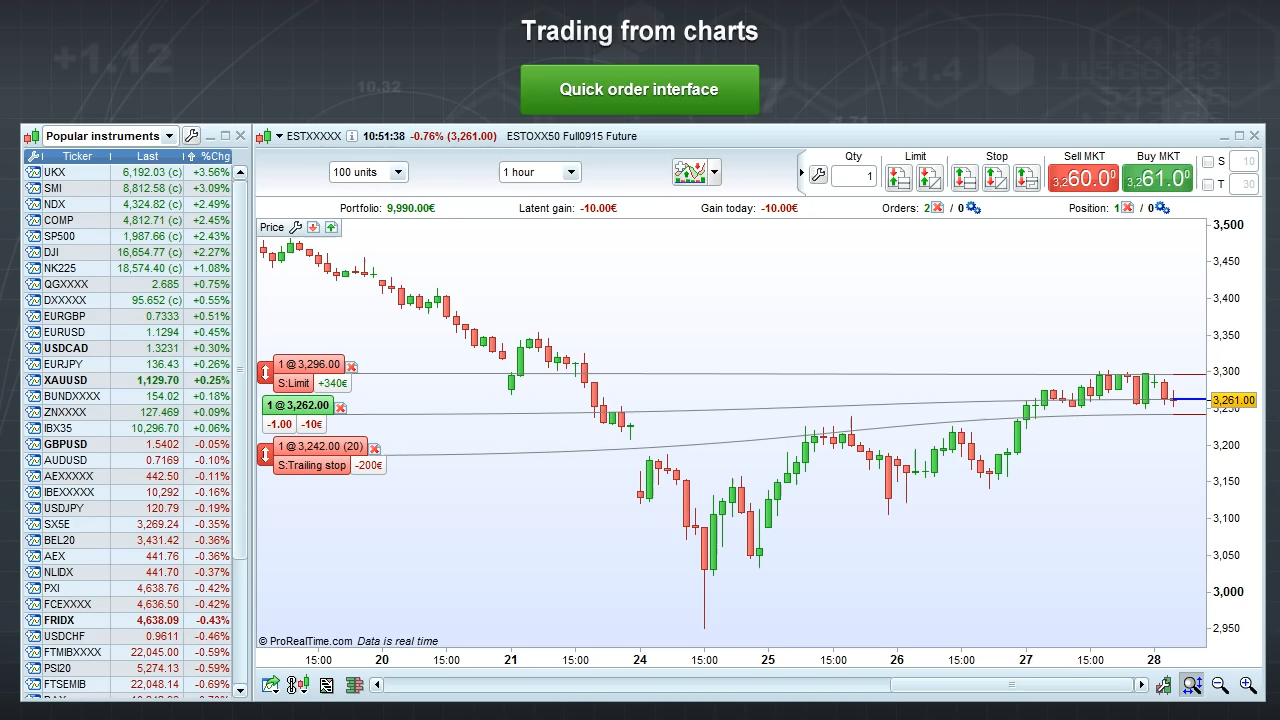 Trading from charts
Quick order interface
Popular instruments
Ticker Last %Chg
UKX 6,192.03 (c) +3.56%
SMI 8,812.58 (c) +3.09%
NDX 4,324.82 (c) +2.49%
COMP 4,812.71 (c) +2.45%
SP500 1,987.66 (c) +2.43%
DJI 16,654.77 (c) +2.27%
NK225 18,574.40 (c) +1.08%
QGXXXX 2.685 +0.75%
DXXXXX 95.652 (c) +0.55%
EURGBP 0.7333 +0.51%
EURUSD 1.1294 +0.45%
USDCAD 1.3231 +0.30%
EURJPY 136.43 +0.26%
XAUUSD 1,129.70 +0.25%
BUNDXXXX 154.02 +0.18%
ZNXXXX 127.469 +0.09%
IBX35 10,296.70 +0.06%
GBPUSD 1.5402 -0.05%
AUDUSD 0.7169 -0.10%
AEXXXXX 442.50 -0.11%
IBEXXXXX 10,292 -0.16%
USDJPY 120.79 -0.19%
SX5E 3,269.24 -0.35%
BEL20 3,431.42 -0.36%
AEX 441.76 -0.36%
NLIDX 441.70 -0.37%
PXI 4,638.76 -0.42%
FCEXXXX 4,636.50 -0.42%
FRIDX 4,638.09 -0.43%
USDCHF 0.9611 -0.46%
FTMIBXXXX 22,045.00 -0.59%
PSI20 5,274.13 -0.59%
FTSEMIB 22,048.14 -0.69%
ESTXXXXX 10:51:38 -0.76% (3,261.00) ESTOXX50 Full0915 Future
100 units 1 hour
Qty Limit Stop Sell MKT Buy MKT
1 3,260.00 3,261.00
S 10
T 30
Portfolio: 9,990.00€ Latent gain: -10.00€ Gain today: -10.00€ Orders: 2 / 0 Position: 1 / 0
Price
1 @ 3,296.00
S:Limit +340€
1 @ 3,262.00
-1.00 -10€
1 @ 3,242.00 (20)
S:Trailing stop -200€
3,500
3,450
3,400
3,350
3,300
3,261.00
3,250
3,200
3,150
3,100
3,050
3,000
2,950
© ProRealTime.com Data is real time
15:00 20 15:00 21 15:00 24 15:00 25 15:00 26 15:00 27 15:00 28